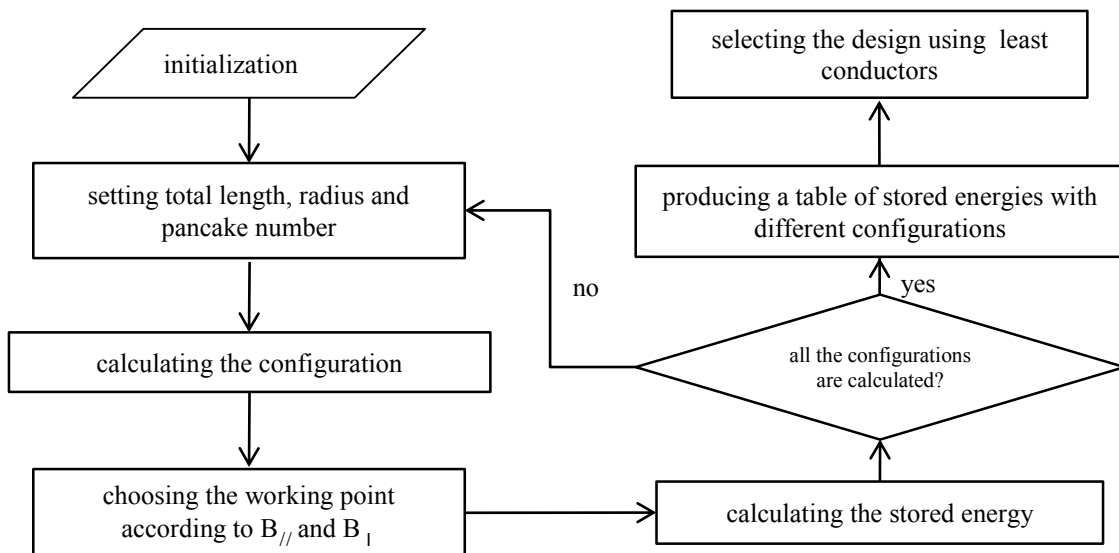 initialization
setting total length, radius and
pancake number
calculating the configuration
choosing the working point
according to B// and B⊥
calculating the stored energy
all the configurations
are calculated?
no
yes
producing a table of stored energies with
different configurations
selecting the design using least
conductors